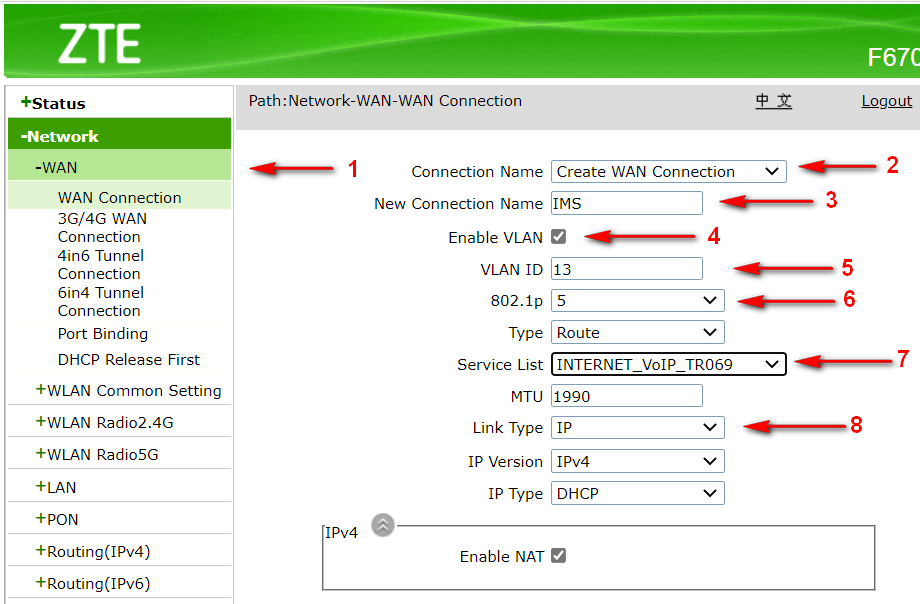 ZTE
F670
+Status
-Network
-WAN
WAN Connection
3G/4G WAN
Connection
4in6 Tunnel
Connection
6in4 Tunnel
Connection
Port Binding
DHCP Release First
+WLAN Common Setting
+WLAN Radio2.4G
+WLAN Radio5G
+LAN
+PON
+Routing(IPv4)
+Routing(IPv6)
Path:Network-WAN-WAN Connection
中 文
Logout
1
Connection Name Create WAN Connection 2
New Connection Name IMS 3
Enable VLAN 4
VLAN ID 13 5
802.1p 5 6
Type Route
Service List INTERNET_VoIP_TR069 7
MTU 1990
Link Type IP 8
IP Version IPv4
IP Type DHCP
IPv4
Enable NAT